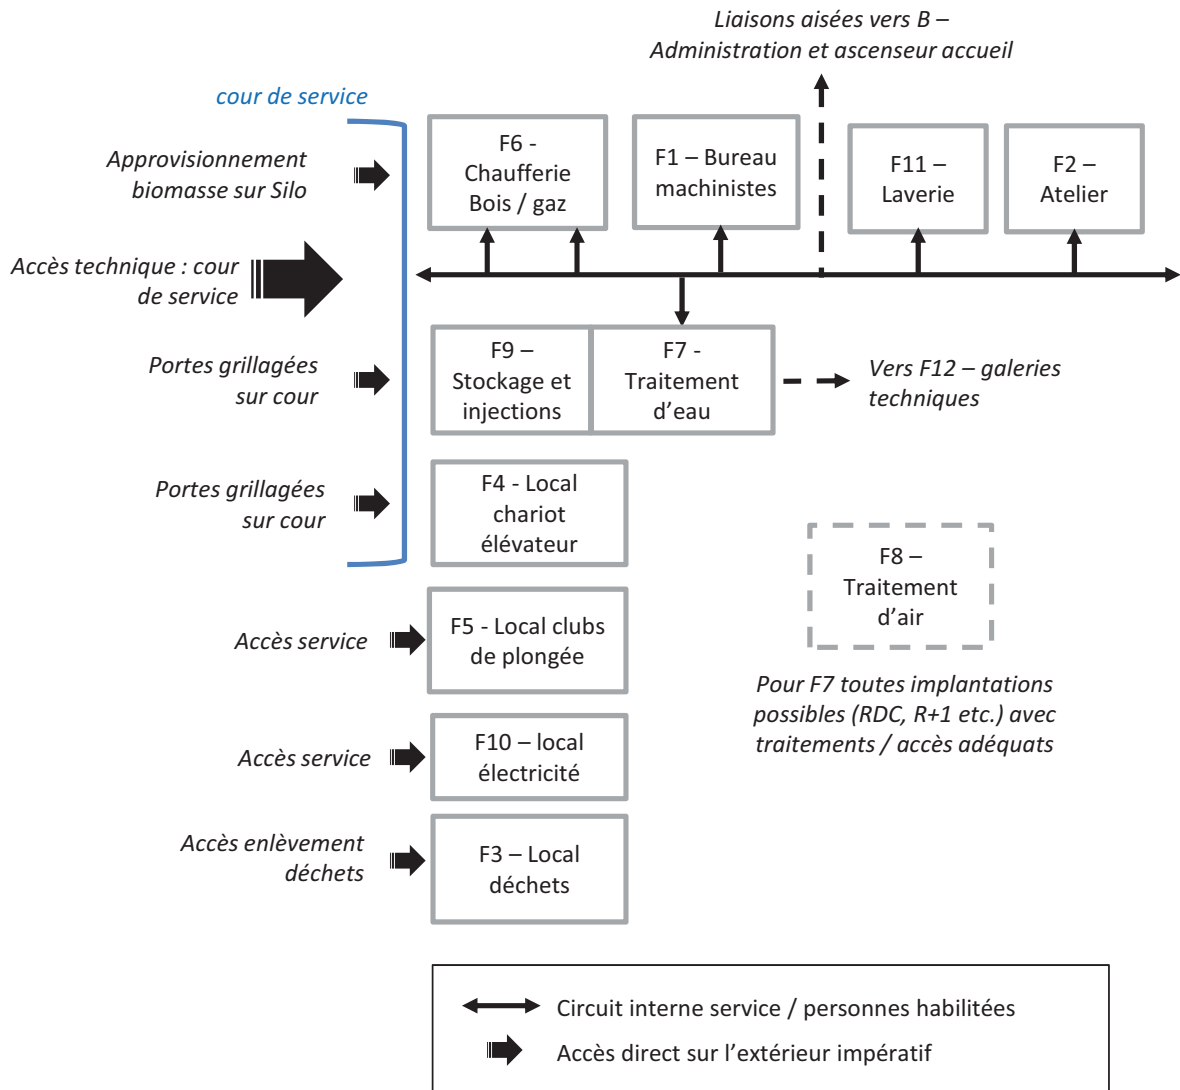 Liaisons aisées vers B –
Administration et ascenseur accueil
cour de service
Approvisionnement
biomasse sur Silo
F6 -
Chaufferie
Bois / gaz
F1 – Bureau
machinistes
F11 –
Laverie
F2 –
Atelier
Accès technique : cour
de service
Portes grillagées
sur cour
F9 –
Stockage et
injections
F7 -
Traitement
d’eau
Vers F12 – galeries
techniques
Portes grillagées
sur cour
F4 - Local
chariot
élévateur
F8 –
Traitement
d’air
Accès service
F5 - Local clubs
de plongée
Pour F7 toutes implantations
possibles (RDC, R+1 etc.) avec
traitements / accès adéquats
Accès service
F10 – local
électricité
Accès enlèvement
déchets
F3 – Local
déchets
Circuit interne service / personnes habilitées
Accès direct sur l’extérieur impératif